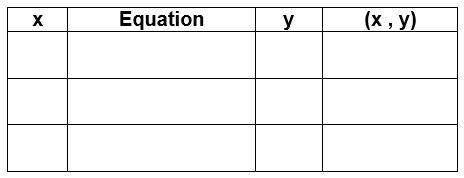 x Equation y (x , y)